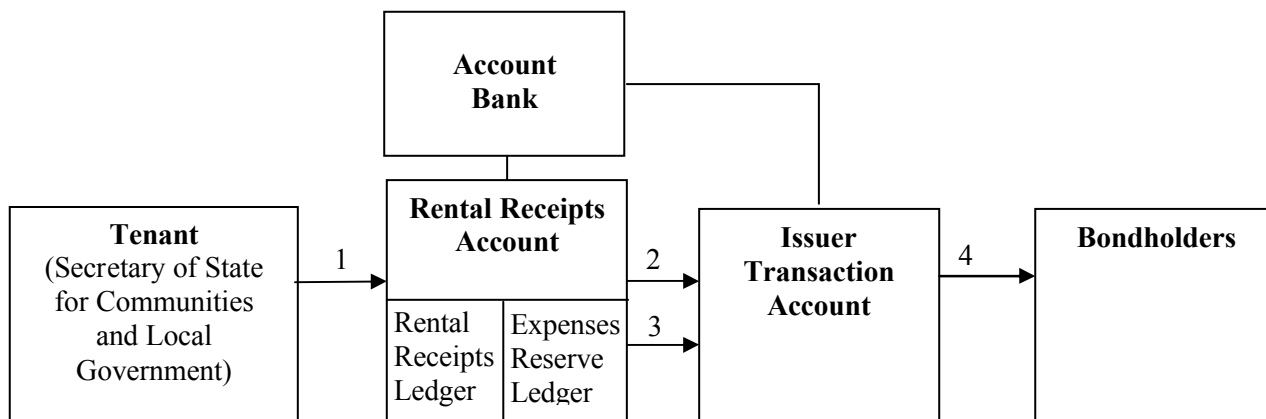 Account
Bank
Tenant
(Secretary of State
for Communities
and Local
Government)
1
Rental Receipts
Account
Rental
Receipts
Ledger
Expenses
Reserve
Ledger
2
3
Issuer
Transaction
Account
4
Bondholders